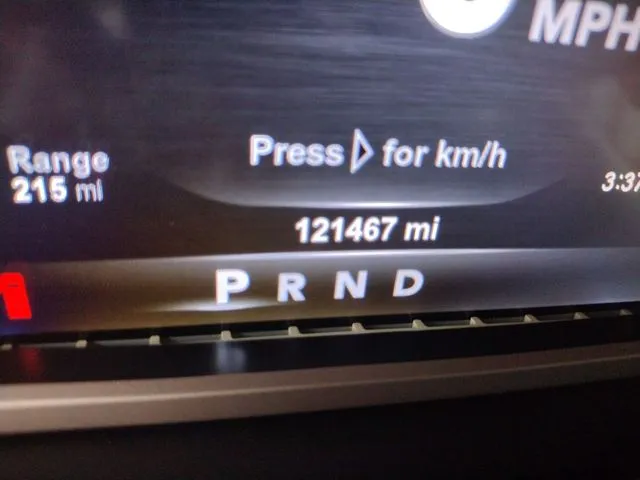 MPH
Range
Press ▷ for km/h
215 mi
3:37
121467 mi
P R N D